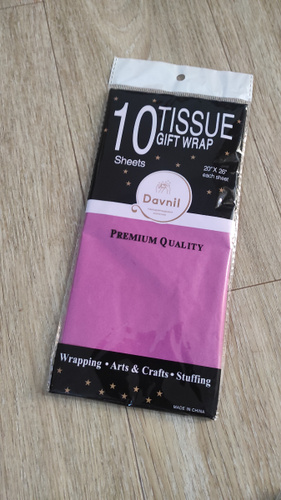 10 TISSUE
GIFT WRAP
Sheets
20"X 26"
each sheet
Davnil
PREMIUM QUALITY
Wrapping • Arts & Crafts • Stuffing
MADE IN CHINA